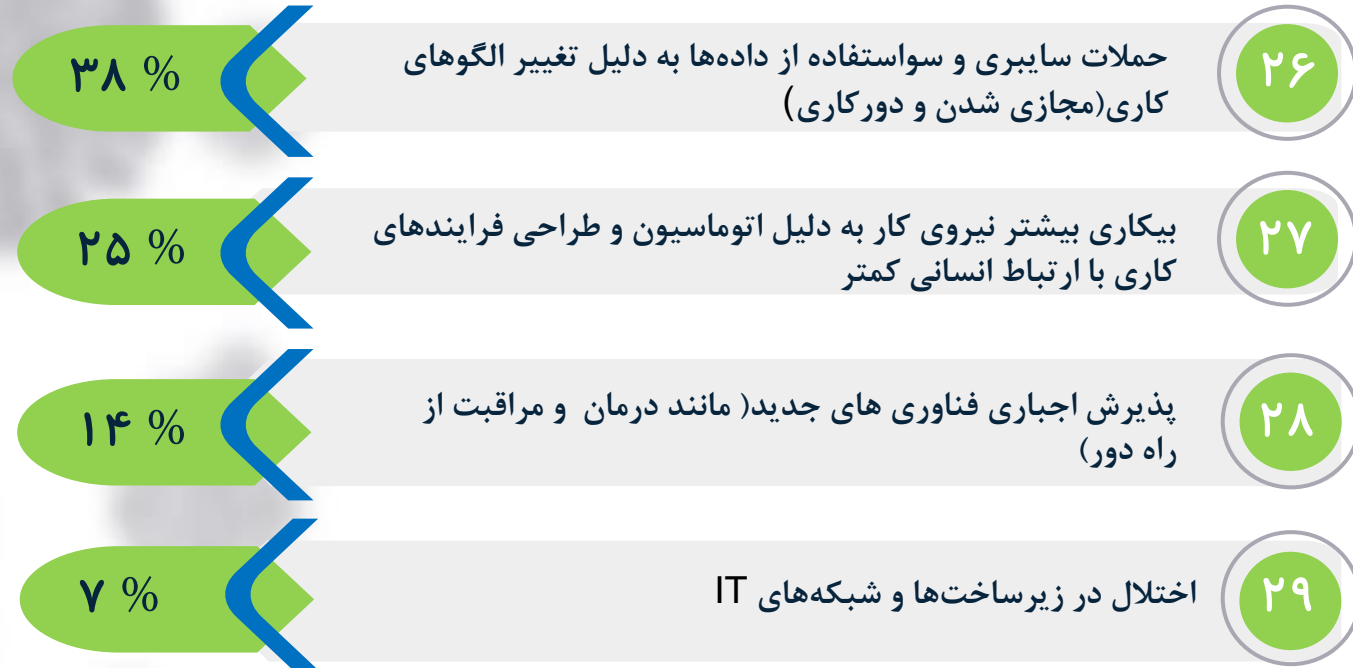 ۲۶
حملات سایبری و سواستفاده از داده‌ها به دلیل تغییر الگوهای
کاری(مجازی شدن و دورکاری)
۳۸ %
۲۷
بیکاری بیشتر نیروی کار به دلیل اتوماسیون و طراحی فرایندهای
کاری با ارتباط انسانی کمتر
۲۵ %
۲۸
پذیرش اجباری فناوری های جدید( مانند درمان و مراقبت از
راه دور)
۱۴ %
۲۹
اختلال در زیرساخت‌ها و شبکه‌های IT
۷ %